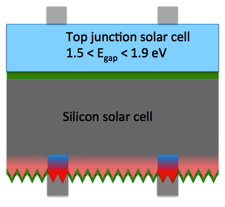 Top junction solar cell
1.5 < Egap < 1.9 eV
Silicon solar cell